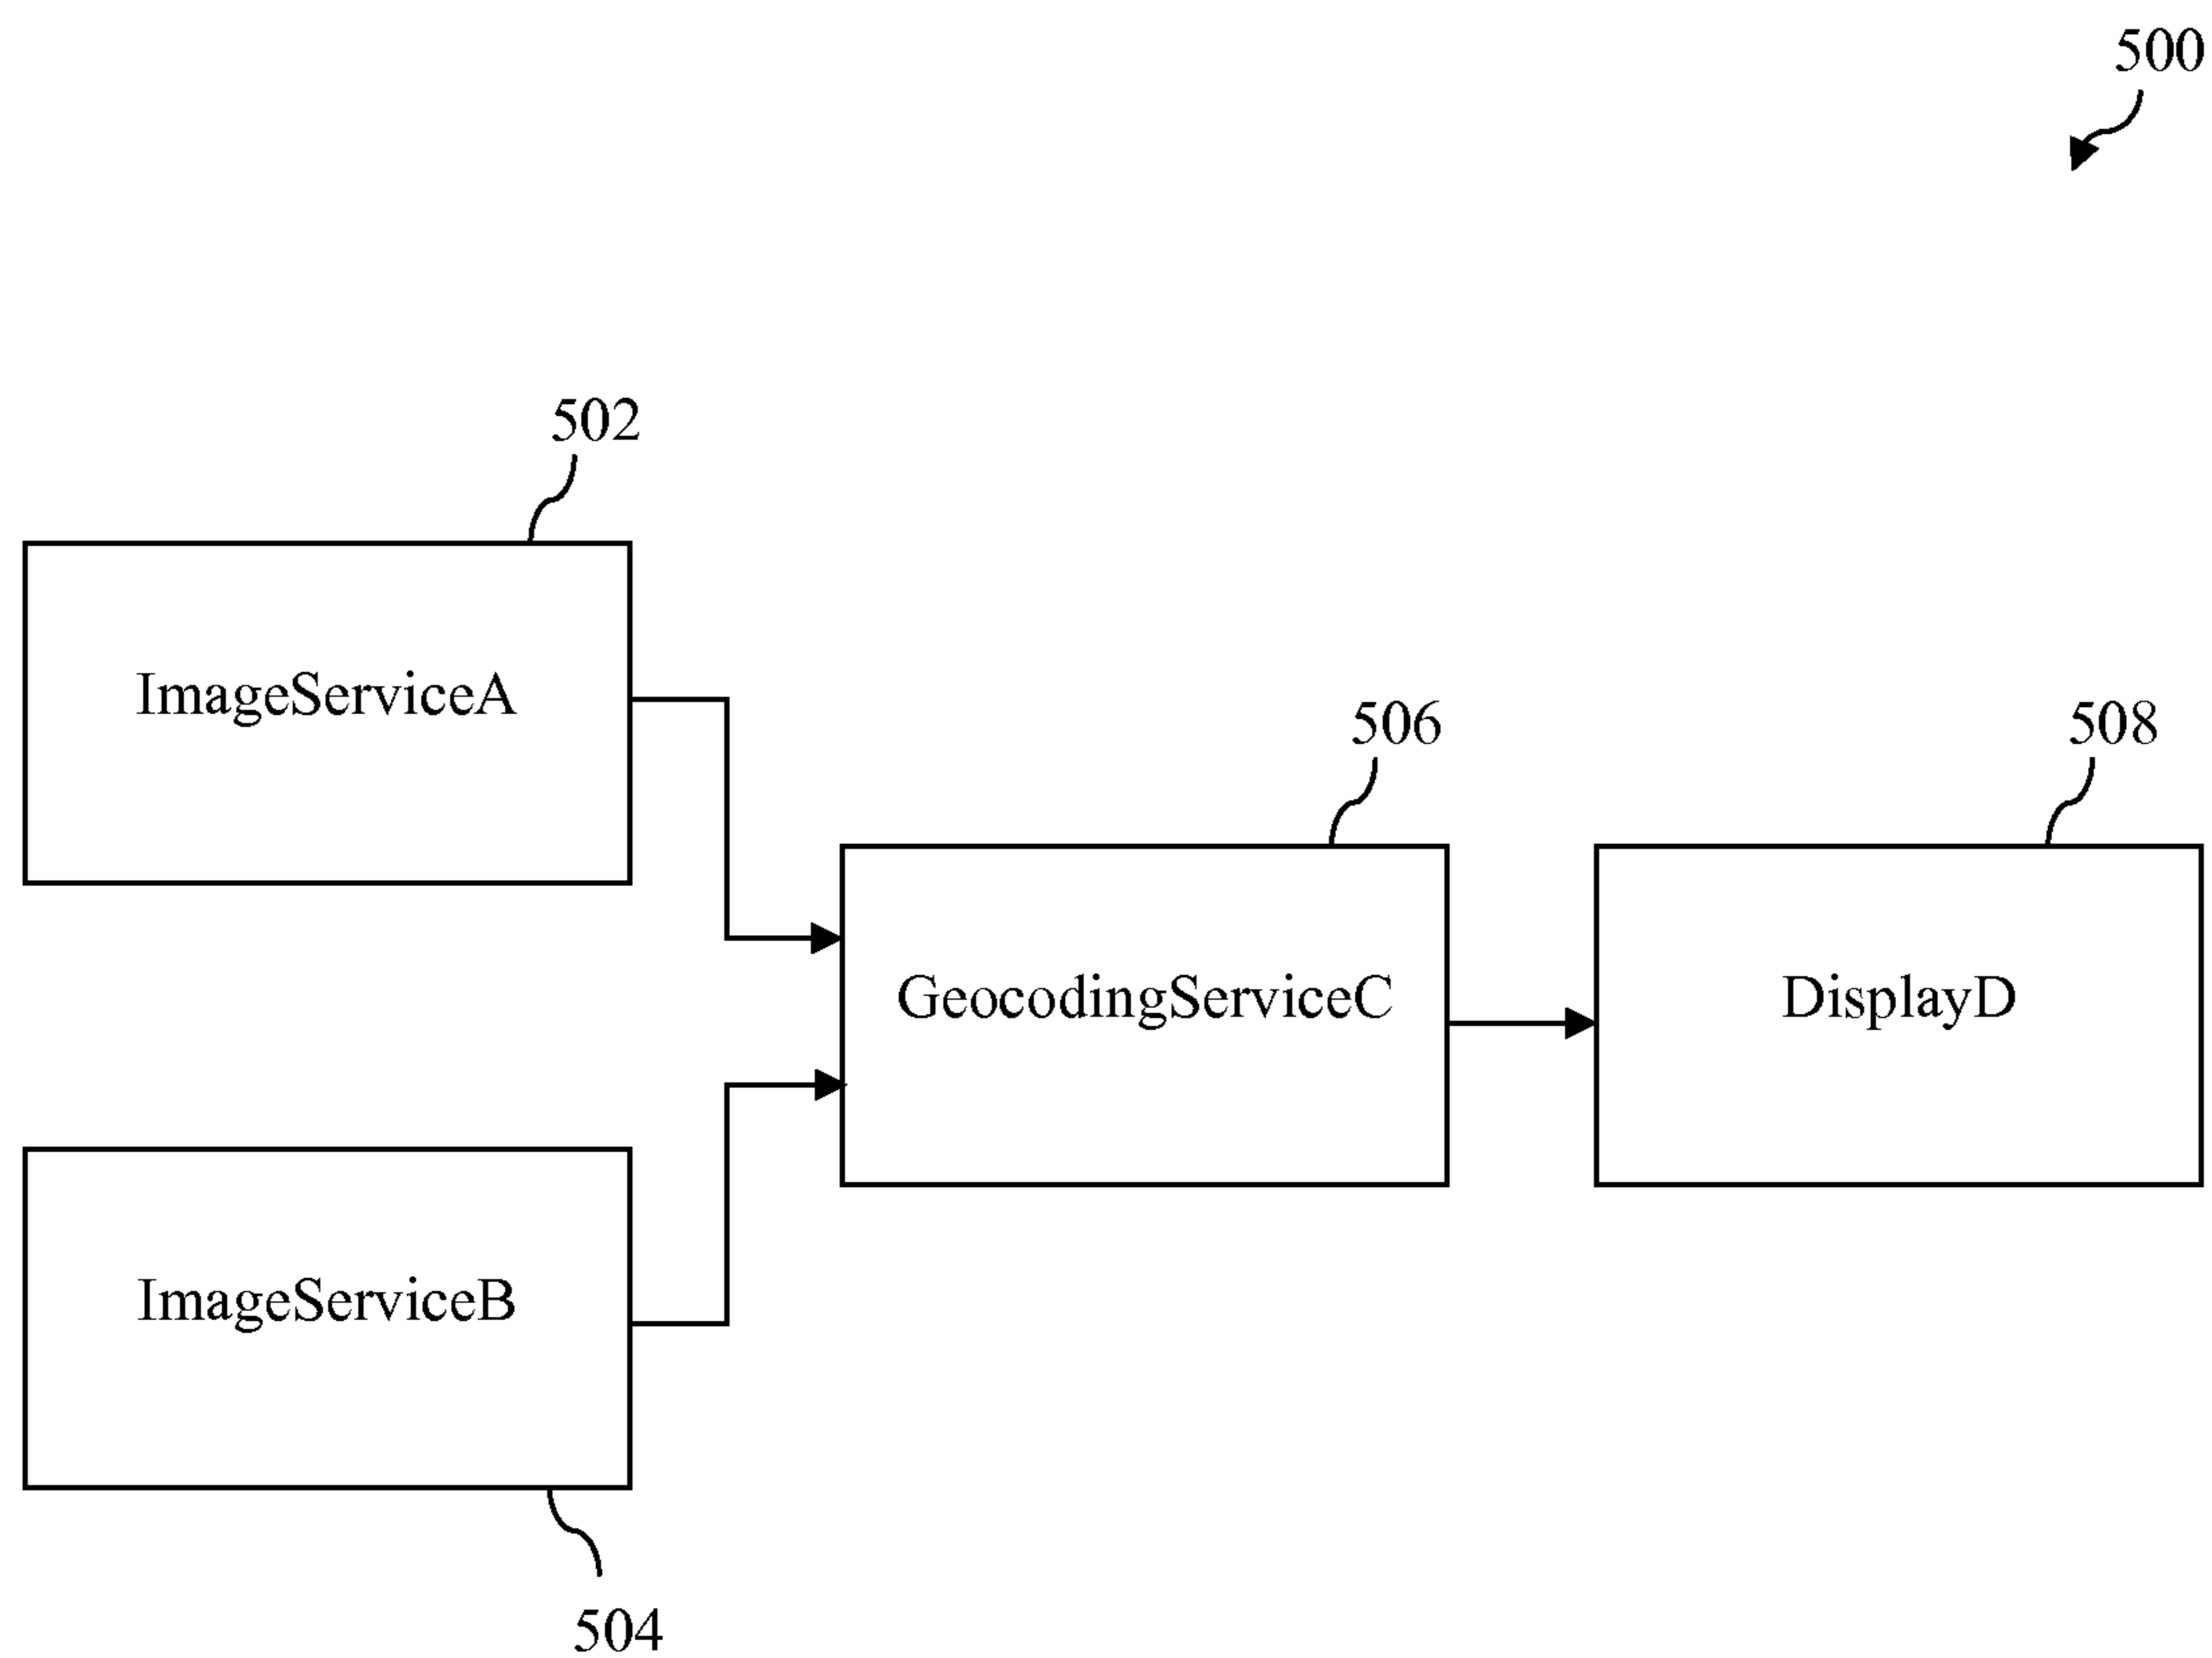 500
502
ImageServiceA
506
508
GeocodingServiceC
DisplayD
ImageServiceB
504